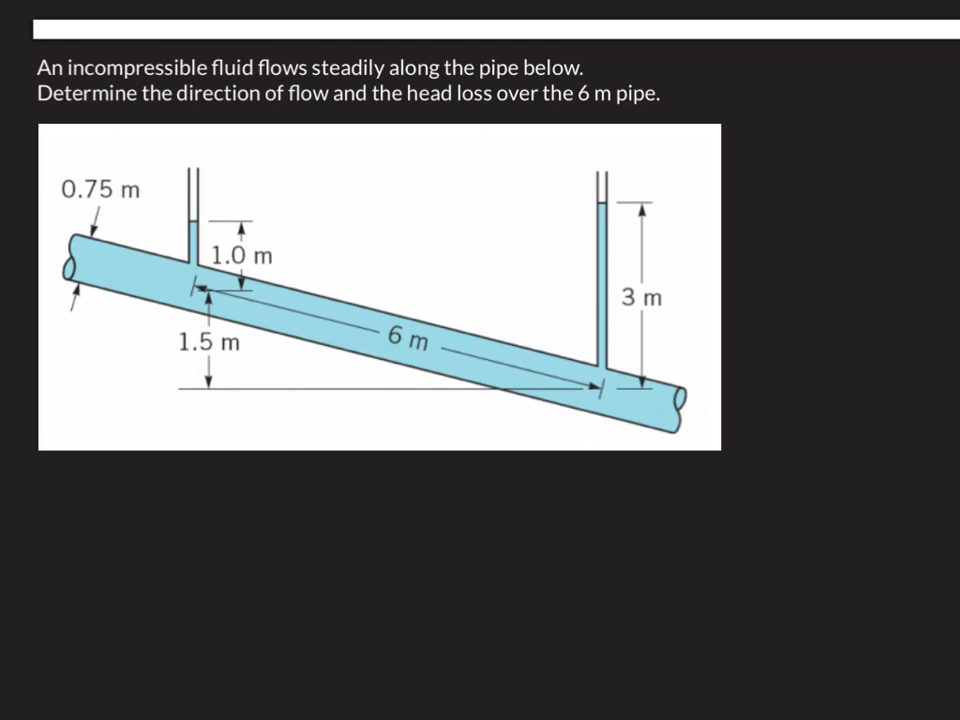 An incompressible fluid flows steadily along the pipe below.
Determine the direction of flow and the head loss over the 6 m pipe.
0.75 m
1.0 m
3 m
1.5 m
6 m